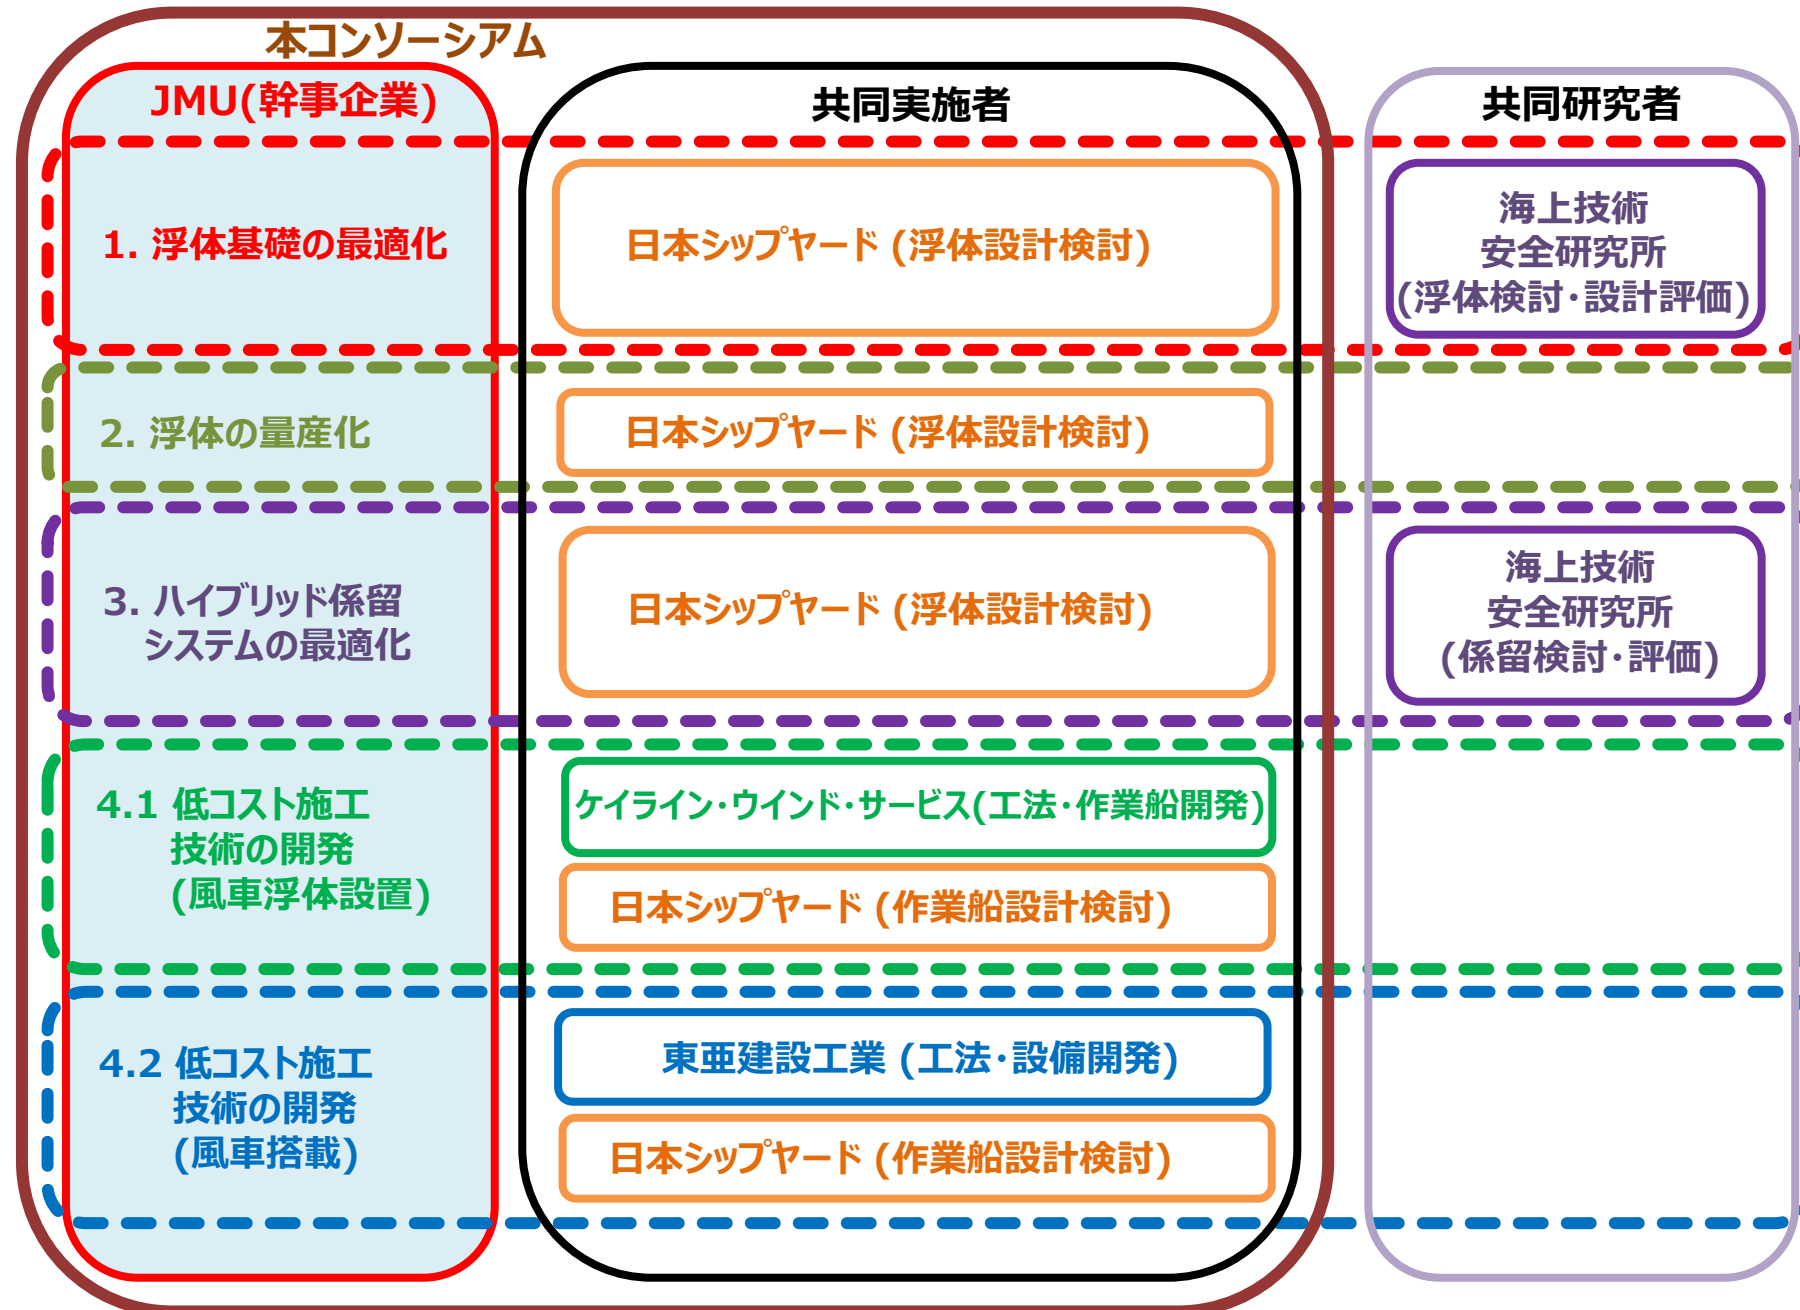 本コンソーシアム
JMU(幹事企業)
共同実施者
共同研究者
1. 浮体基礎の最適化
日本シップヤード (浮体設計検討)
海上技術
安全研究所
(浮体検討・設計評価)
2. 浮体の量産化
日本シップヤード (浮体設計検討)
3. ハイブリッド係留
システムの最適化
日本シップヤード (浮体設計検討)
海上技術
安全研究所
(係留検討・評価)
4.1 低コスト施工
技術の開発
(風車浮体設置)
ケイライン・ウインド・サービス(工法・作業船開発)
日本シップヤード (作業船設計検討)
4.2 低コスト施工
技術の開発
(風車搭載)
東亜建設工業 (工法・設備開発)
日本シップヤード (作業船設計検討)